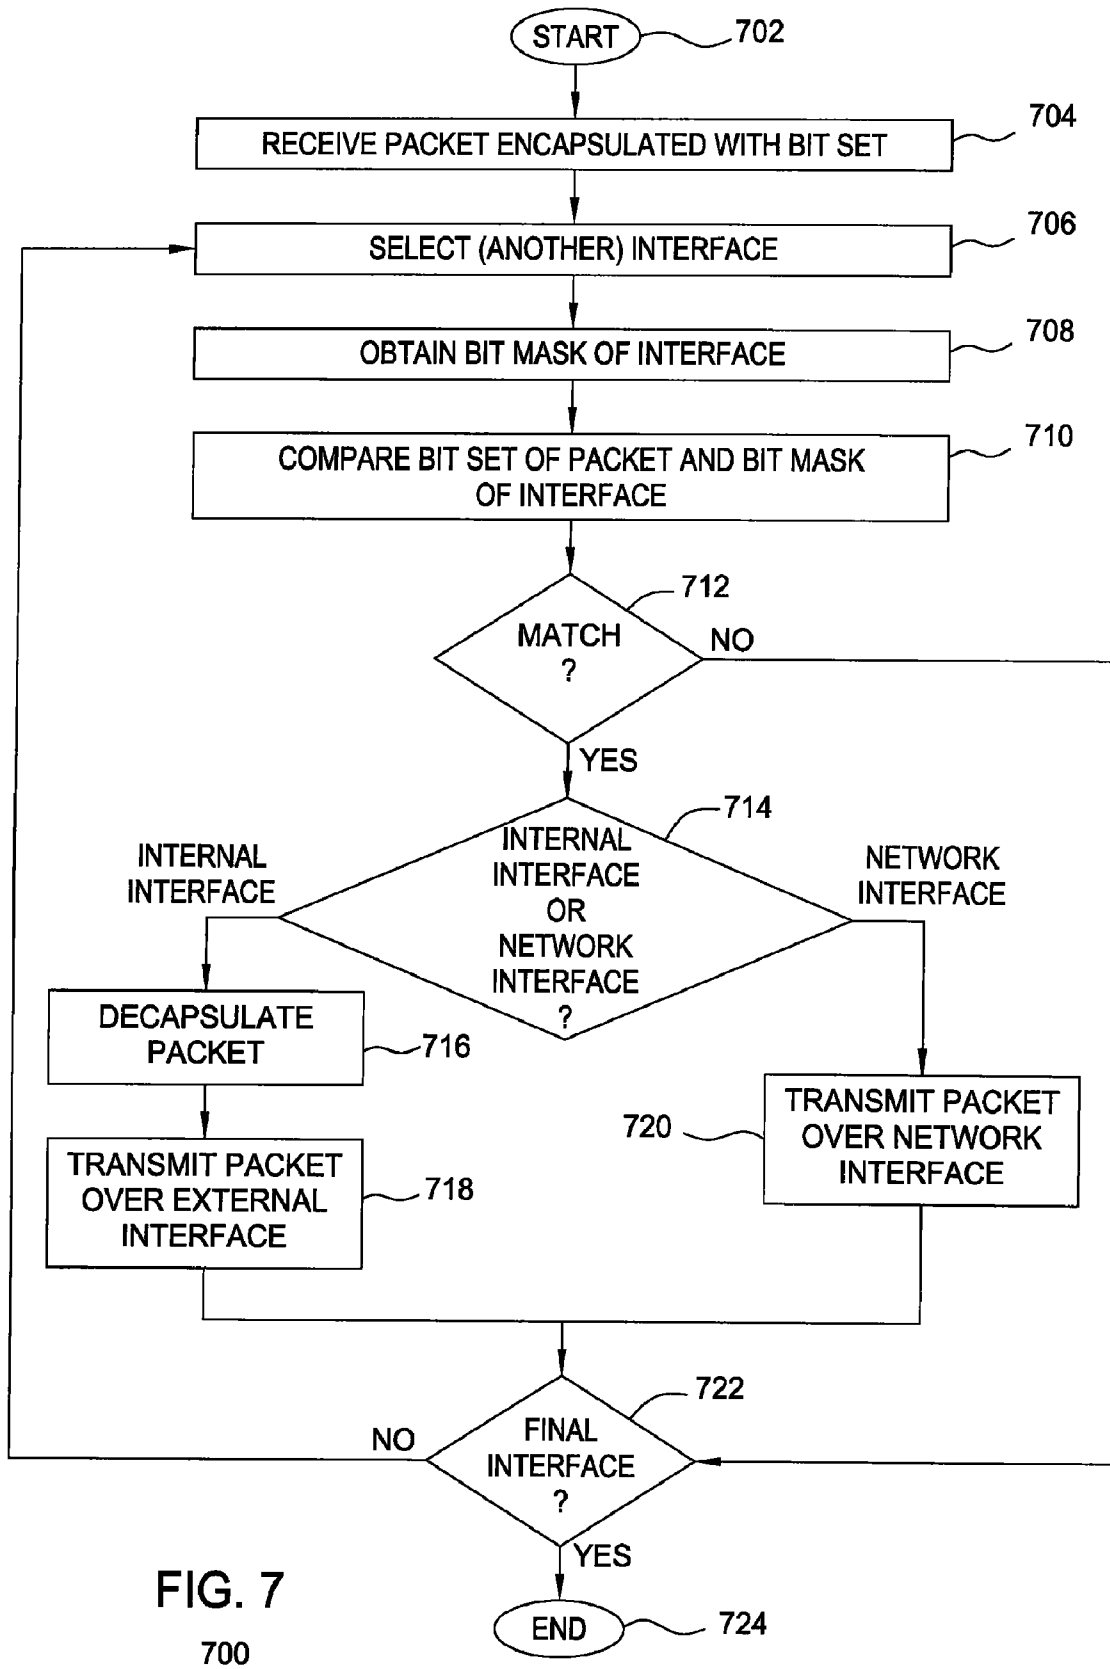 START
702
704
RECEIVE PACKET ENCAPSULATED WITH BIT SET
706
SELECT (ANOTHER) INTERFACE
708
OBTAIN BIT MASK OF INTERFACE
710
COMPARE BIT SET OF PACKET AND BIT MASK
OF INTERFACE
712
MATCH
?
NO
YES
714
INTERNAL
INTERFACE
OR
NETWORK
INTERFACE
?
INTERNAL
INTERFACE
NETWORK
INTERFACE
DECAPSULATE
PACKET
716
TRANSMIT PACKET
OVER EXTERNAL
INTERFACE
718
720
TRANSMIT PACKET
OVER NETWORK
INTERFACE
722
FINAL
INTERFACE
?
NO
YES
END
724
FIG. 7
700